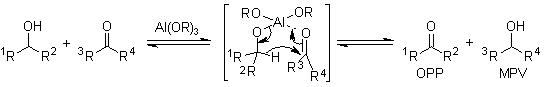 OH
O
Al(OR)₃
RO
OR
Al
O
O
O
OH
¹R
R²
+
³R
R⁴
¹R
H
²R
R³
R⁴
¹R
R²
+
³R
R⁴
OPP
MPV